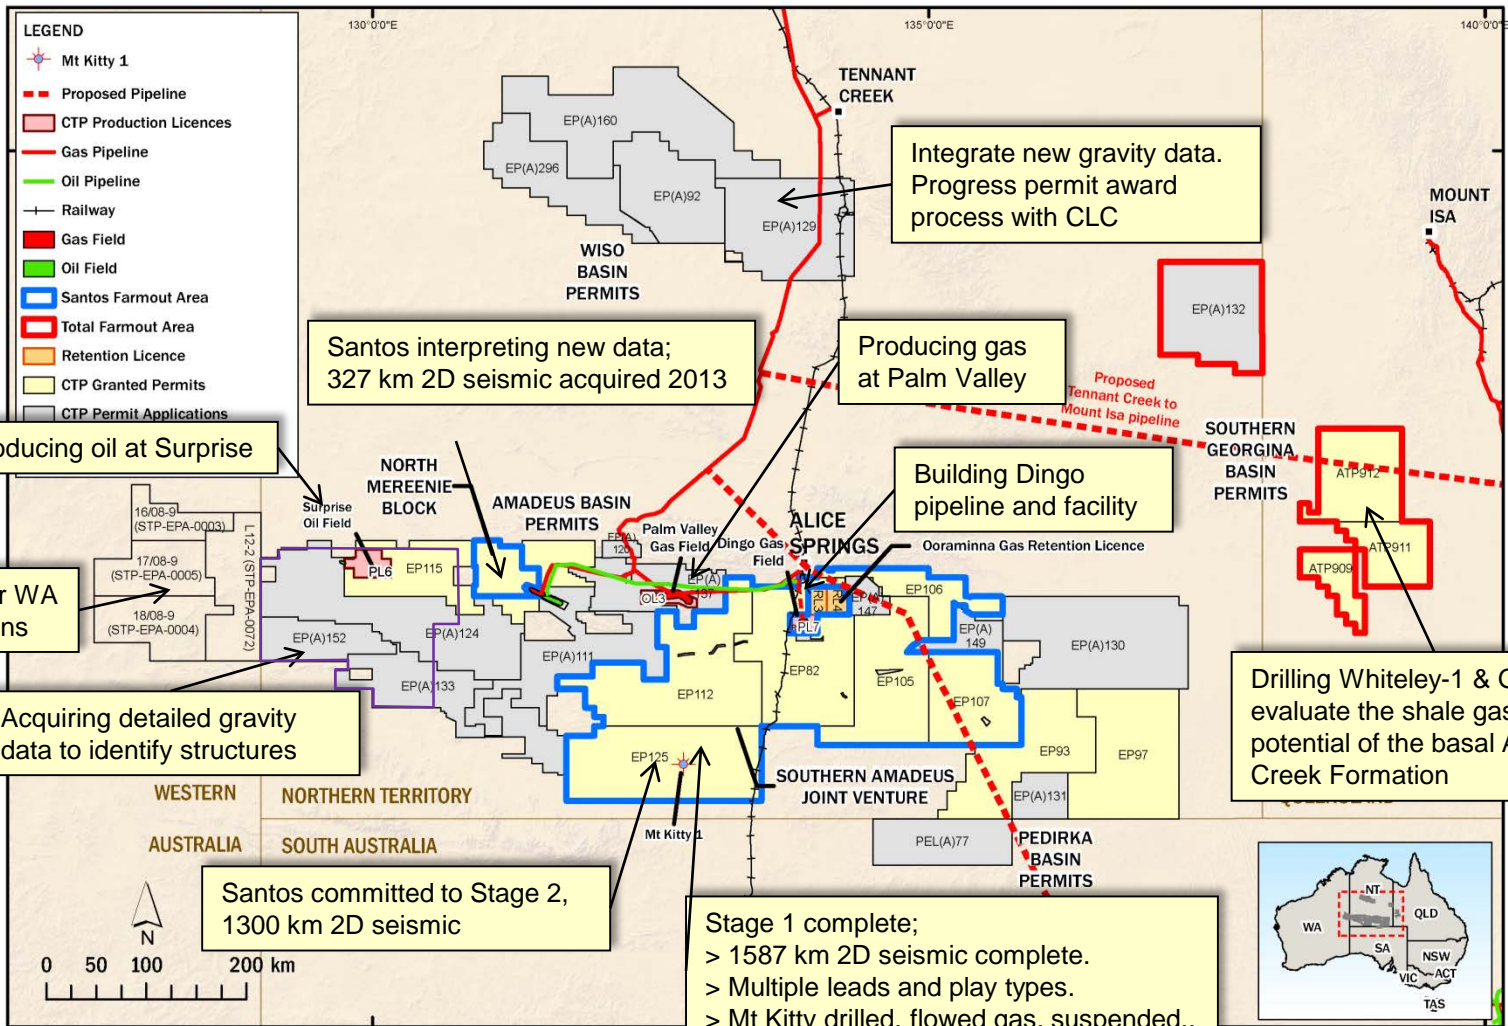 130°0'0"E
135°0'0"E
140°0'0"E
LEGEND
Mt Kitty 1
Proposed Pipeline
CTP Production Licences
Gas Pipeline
Oil Pipeline
Railway
Gas Field
Oil Field
Santos Farmout Area
Total Farmout Area
Retention Licence
CTP Granted Permits
CTP Permit Applications
TENNANT
CREEK
EP(A)160
EP(A)296
EP(A)92
EP(A)129
WISO
BASIN
PERMITS
Integrate new gravity data.
Progress permit award
process with CLC
MOUNT
ISA
EP(A)132
Santos interpreting new data;
327 km 2D seismic acquired 2013
Producing gas
at Palm Valley
Proposed
Tennant Creek to
Mount Isa pipeline
SOUTHERN
GEORGINA
BASIN
PERMITS
ATP912
ATP911
ATP909
oducing oil at Surprise
NORTH
MEREENIE
BLOCK
AMADEUS BASIN
PERMITS
Building Dingo
pipeline and facility
Surprise
Oil Field
Palm Valley
Gas Field
Dingo Gas
Field
ALICE
SPRINGS
Ooraminna Gas Retention Licence
16/08-9
(STP-EPA-0003)
17/08-9
(STP-EPA-0005)
18/08-9
(STP-EPA-0004)
L 12-2 (STP-EPA-0072)
PL6
EP115
EP(A)
120
EP(A)
137
OL3
RL3
RL4
EP(A)
147
EP106
PL7
EP(A)
149
EP(A)130
r WA
ns
EP(A)152
EP(A)124
EP(A)111
EP(A)133
EP112
EP82
EP105
EP107
EP125
EP93
EP97
EP(A)131
PEL(A)77
Acquiring detailed gravity
data to identify structures
Drilling Whiteley-1 &
evaluate the shale gas
potential of the basal A
Creek Formation
SOUTHERN AMADEUS
JOINT VENTURE
Mt Kitty 1
PEDIRKA
BASIN
PERMITS
WESTERN
AUSTRALIA
NORTHERN TERRITORY
SOUTH AUSTRALIA
Santos committed to Stage 2,
1300 km 2D seismic
Stage 1 complete;
> 1587 km 2D seismic complete.
> Multiple leads and play types.
> Mt Kitty drilled, flowed gas, suspended..
N
0 50 100 200 km
WA
NT
QLD
SA
NSW
ACT
VIC
TAS